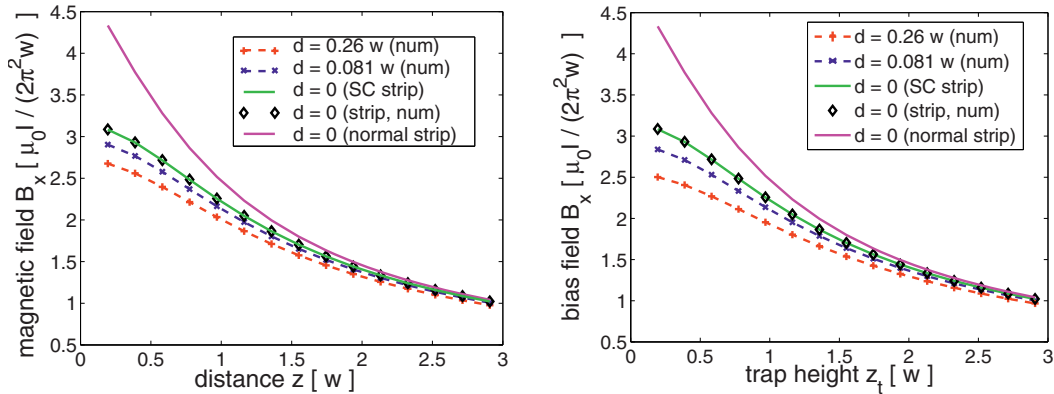 magnetic field B_x [ μ_0 I / (2π^2 w) ]
4.5
4
3.5
3
2.5
2
1.5
1
0.5
0
0.5
1
1.5
2
2.5
3
distance z [ w ]
d = 0.26 w (num)
d = 0.081 w (num)
d = 0 (SC strip)
d = 0 (strip, num)
d = 0 (normal strip)
bias field B_x [ μ_0 I / (2π^2 w) ]
4.5
4
3.5
3
2.5
2
1.5
1
0.5
0
0.5
1
1.5
2
2.5
3
trap height z_t [ w ]
d = 0.26 w (num)
d = 0.081 w (num)
d = 0 (SC strip)
d = 0 (strip, num)
d = 0 (normal strip)